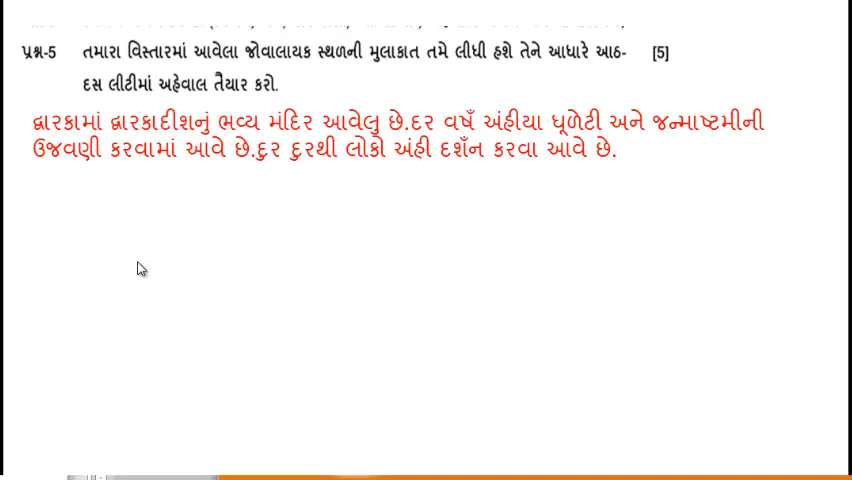 પ્રશ્ન-5 તમારા વિસ્તારમાં આવેલા જોવાલાયક સ્થળની મુલાકાત તમે લીધી હશે તેને આધારે આઠ- [5]
દસ લીટીમાં અહેવાલ તૈયાર કરો.
દ્વારકામાં દ્વારકાદીશનું ભવ્ય મંદિર આવેલુ છે.દર વર્ષેં અંહીયા ધૂળેટી અને જન્માષ્ટમીની
ઉજવણી કરવામાં આવે છે.દુર દુરથી લોકો અંહી દર્શેંન કરવા આવે છે.